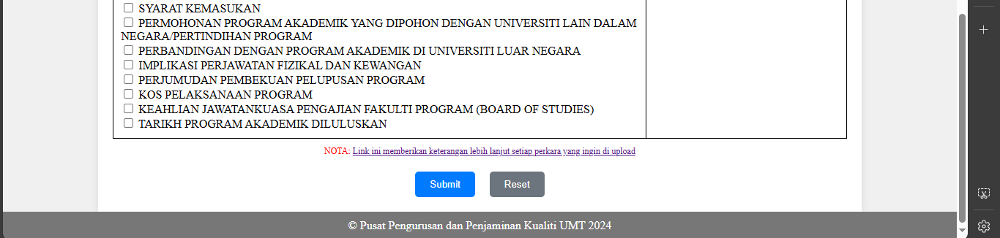 SYARAT KEMASUKAN
PERMOHONAN PROGRAM AKADEMIK YANG DIPOHON DENGAN UNIVERSITI LAIN DALAM
NEGARA/PERTINDIHAN PROGRAM
PERBANDINGAN DENGAN PROGRAM AKADEMIK DI UNIVERSITI LUAR NEGARA
IMPLIKASI PERJAWATAN FIZIKAL DAN KEWANGAN
PERJUMUDAN PEMBEKUAN PELUPUSAN PROGRAM
KOS PELAKSANAAN PROGRAM
KEAHLIAN JAWATANKUASA PENGAJIAN FAKULTI PROGRAM (BOARD OF STUDIES)
TARIKH PROGRAM AKADEMIK DILULUSKAN
NOTA: Link ini memberikan keterangan lebih lanjut setiap perkara yang ingin di upload
Submit Reset
© Pusat Pengurusan dan Penjaminan Kualiti UMT 2024